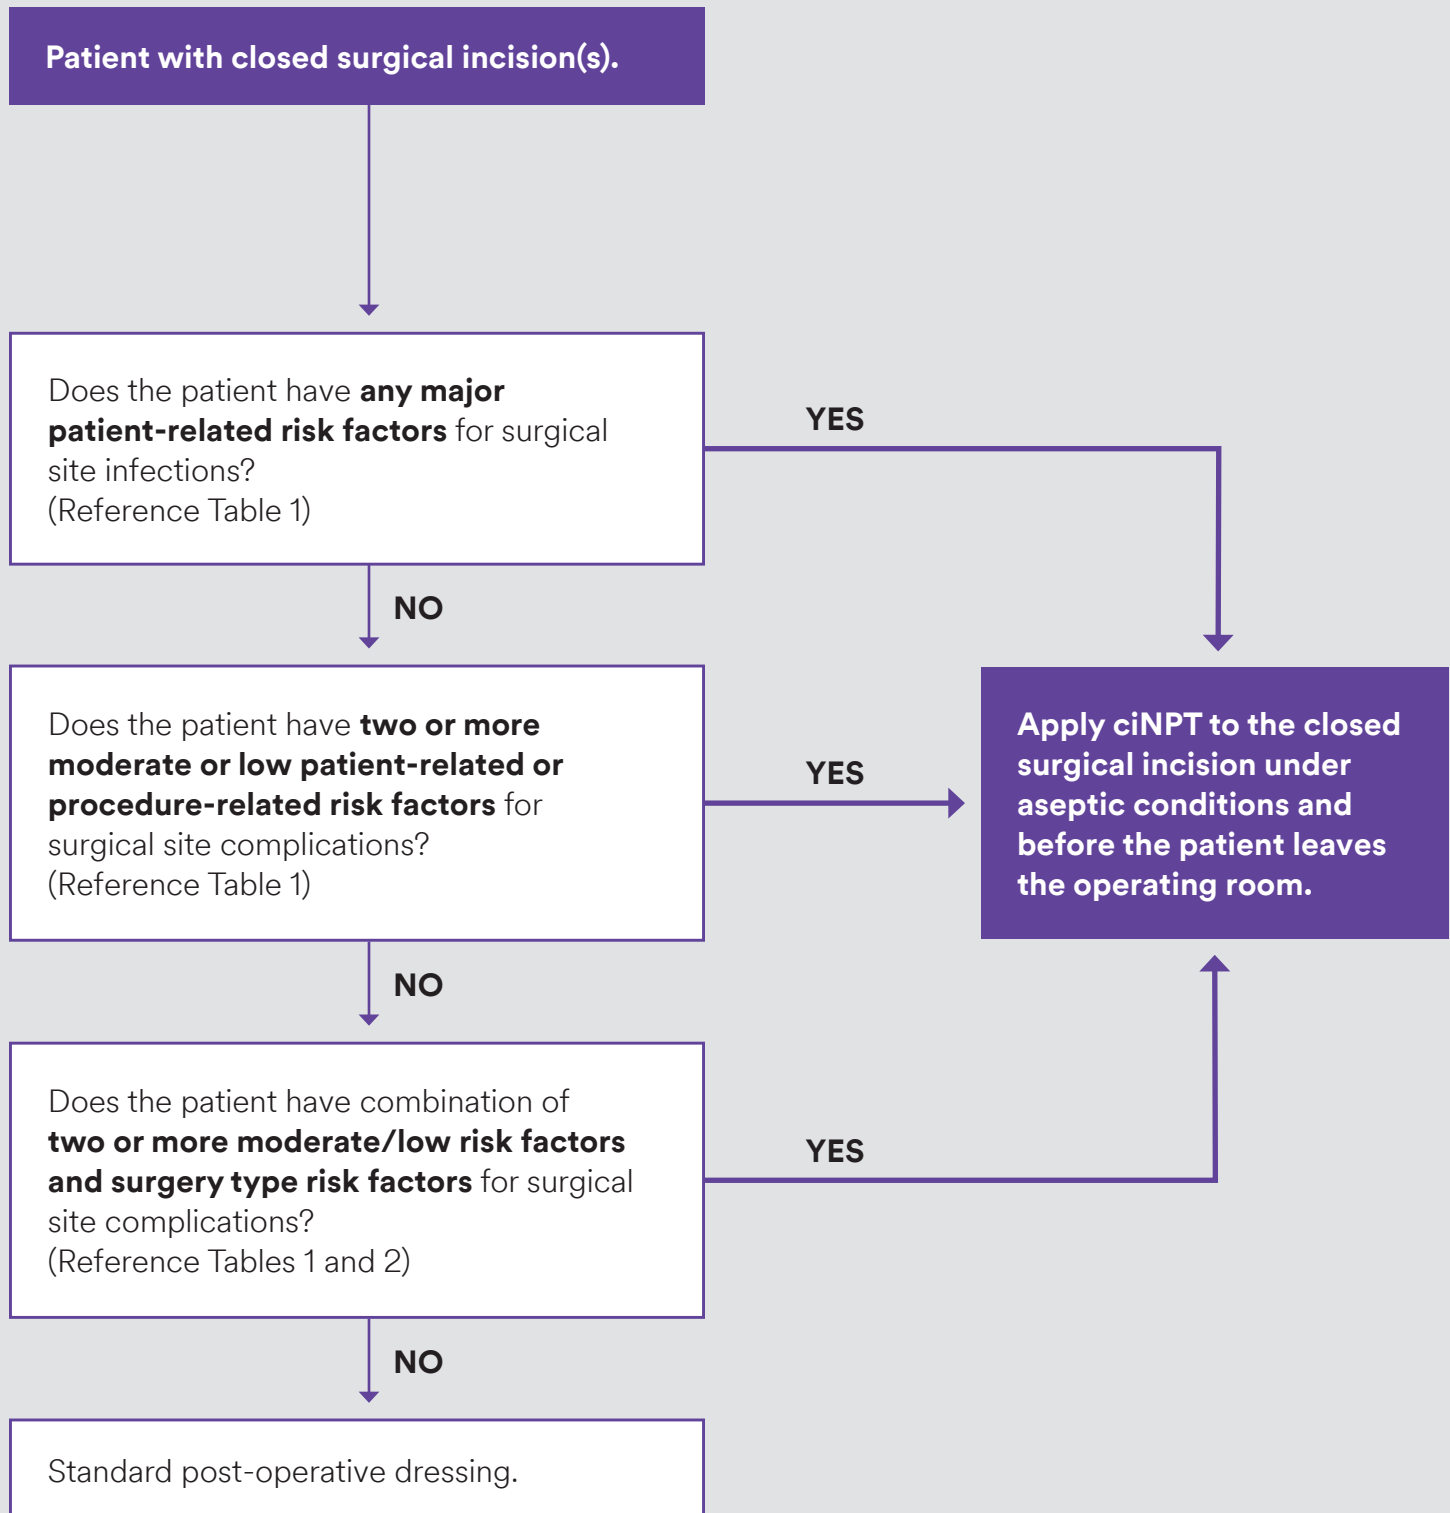 Patient with closed surgical incision(s).
Does the patient have any major
patient-related risk factors for surgical
site infections?
(Reference Table 1)
YES
NO
Does the patient have two or more
moderate or low patient-related or
procedure-related risk factors for
surgical site complications?
(Reference Table 1)
YES
Apply ciNPT to the closed
surgical incision under
aseptic conditions and
before the patient leaves
the operating room.
NO
Does the patient have combination of
two or more moderate/low risk factors
and surgery type risk factors for surgical
site complications?
(Reference Tables 1 and 2)
YES
NO
Standard post-operative dressing.